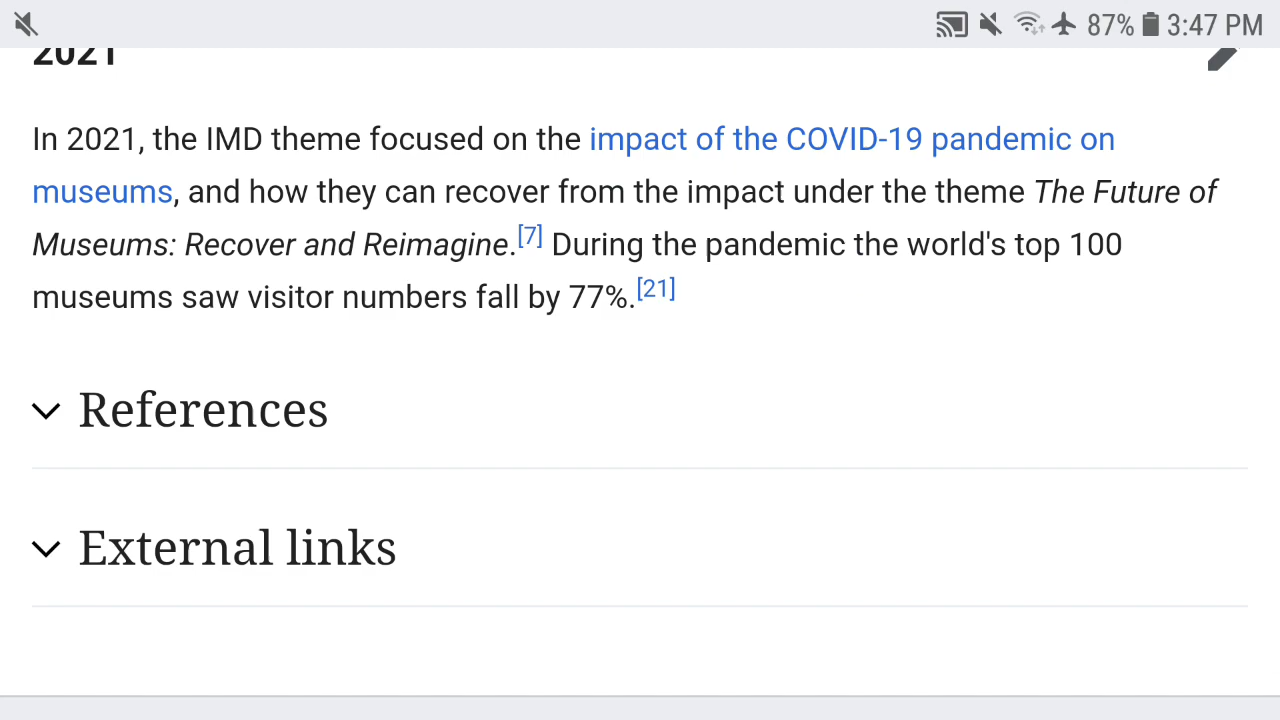 87% 3:47 PM
2021
In 2021, the IMD theme focused on the impact of the COVID-19 pandemic on
museums, and how they can recover from the impact under the theme The Future of
Museums: Recover and Reimagine.[7] During the pandemic the world's top 100
museums saw visitor numbers fall by 77%.[21]
References
External links